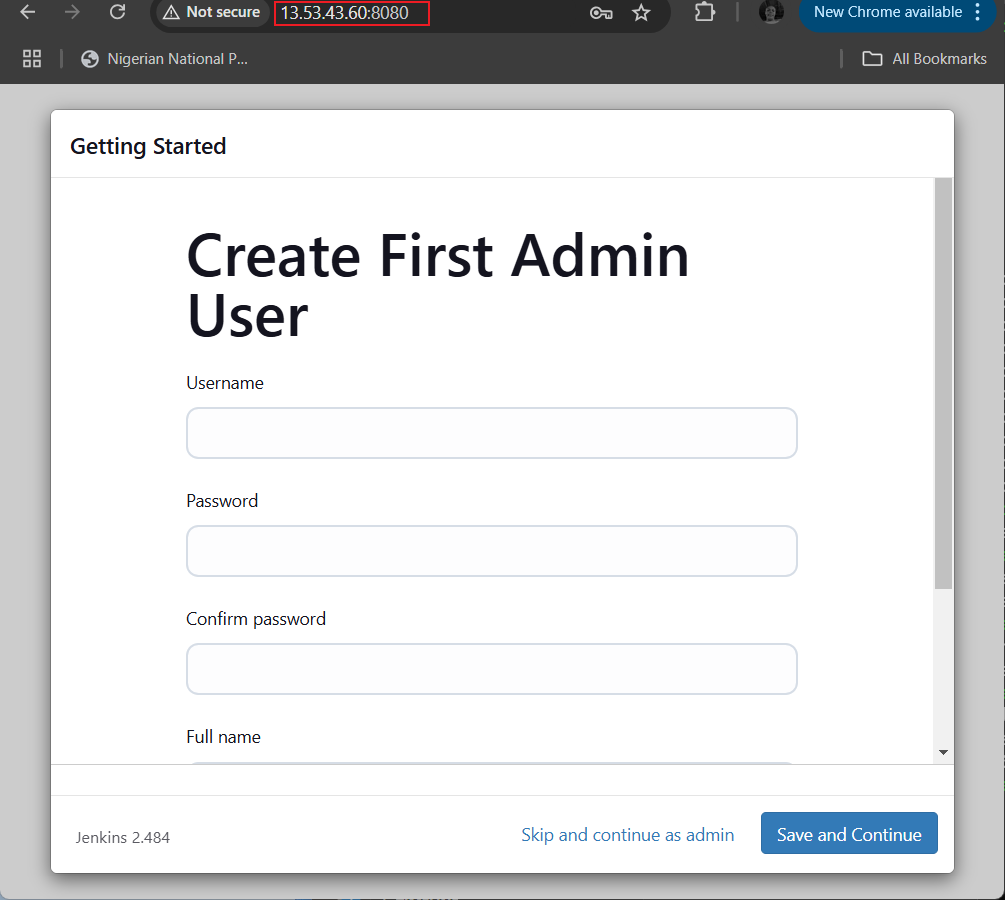 Not secure 13.53.43.60:8080 New Chrome available
Nigerian National P... All Bookmarks
Getting Started
Create First Admin
User
Username
Password
Confirm password
Full name
Jenkins 2.484 Skip and continue as admin Save and Continue